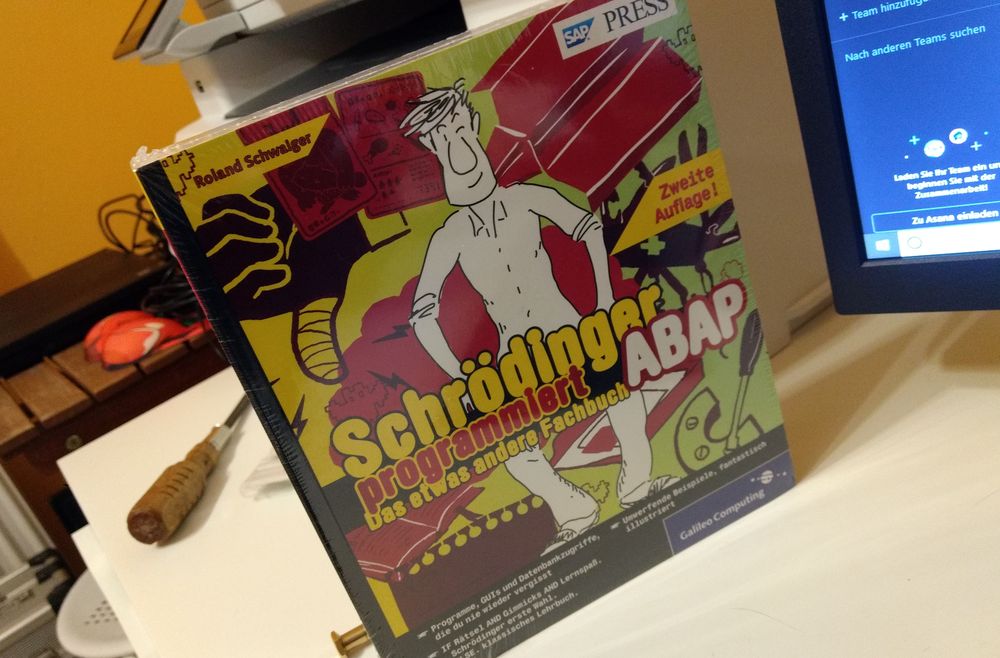 SAP PRESS
Roland Schwaiger
Zweite
Auflage!
Schrödinger
programmiert
ABAP
Das etwas andere Fachbuch
Programme, GUIs und Datenbankzugriffe,
die du nie wieder vergisst
IF Rätsel AND Gimmicks AND Lernspaß.
Schrödinger erste Wahl.
LSE. klassisches Lehrbuch.
Umwerfende Beispiele, fantastisch
illustriert
Galileo Computing
+ Team hinzufüge
Nach anderen Teams suchen
Laden Sie Ihr Team ein un
beginnen Sie mit der
Zusammenarbeit!
Zu Asana einladen